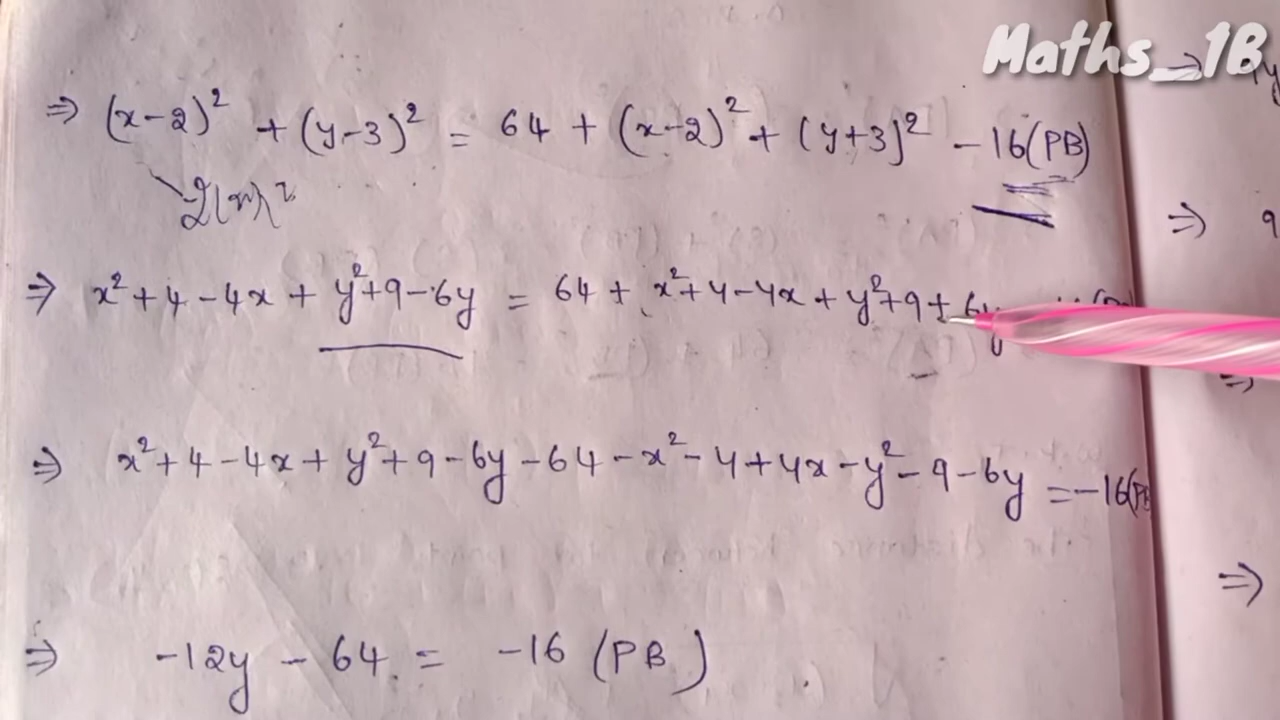 Maths_1B
⇒ (x-2)² + (y-3)² = 64 + (x-2)² + (y+3)² - 16(PB)
⇒ x²+4-4x + y²+9-6y = 64 + x²+4-4x + y²+9+6y
⇒ x²+4-4x+y²+9-6y-64-x²-4+4x-y²-9-6y =-16(PB
⇒ -12y - 64 = -16 (PB)